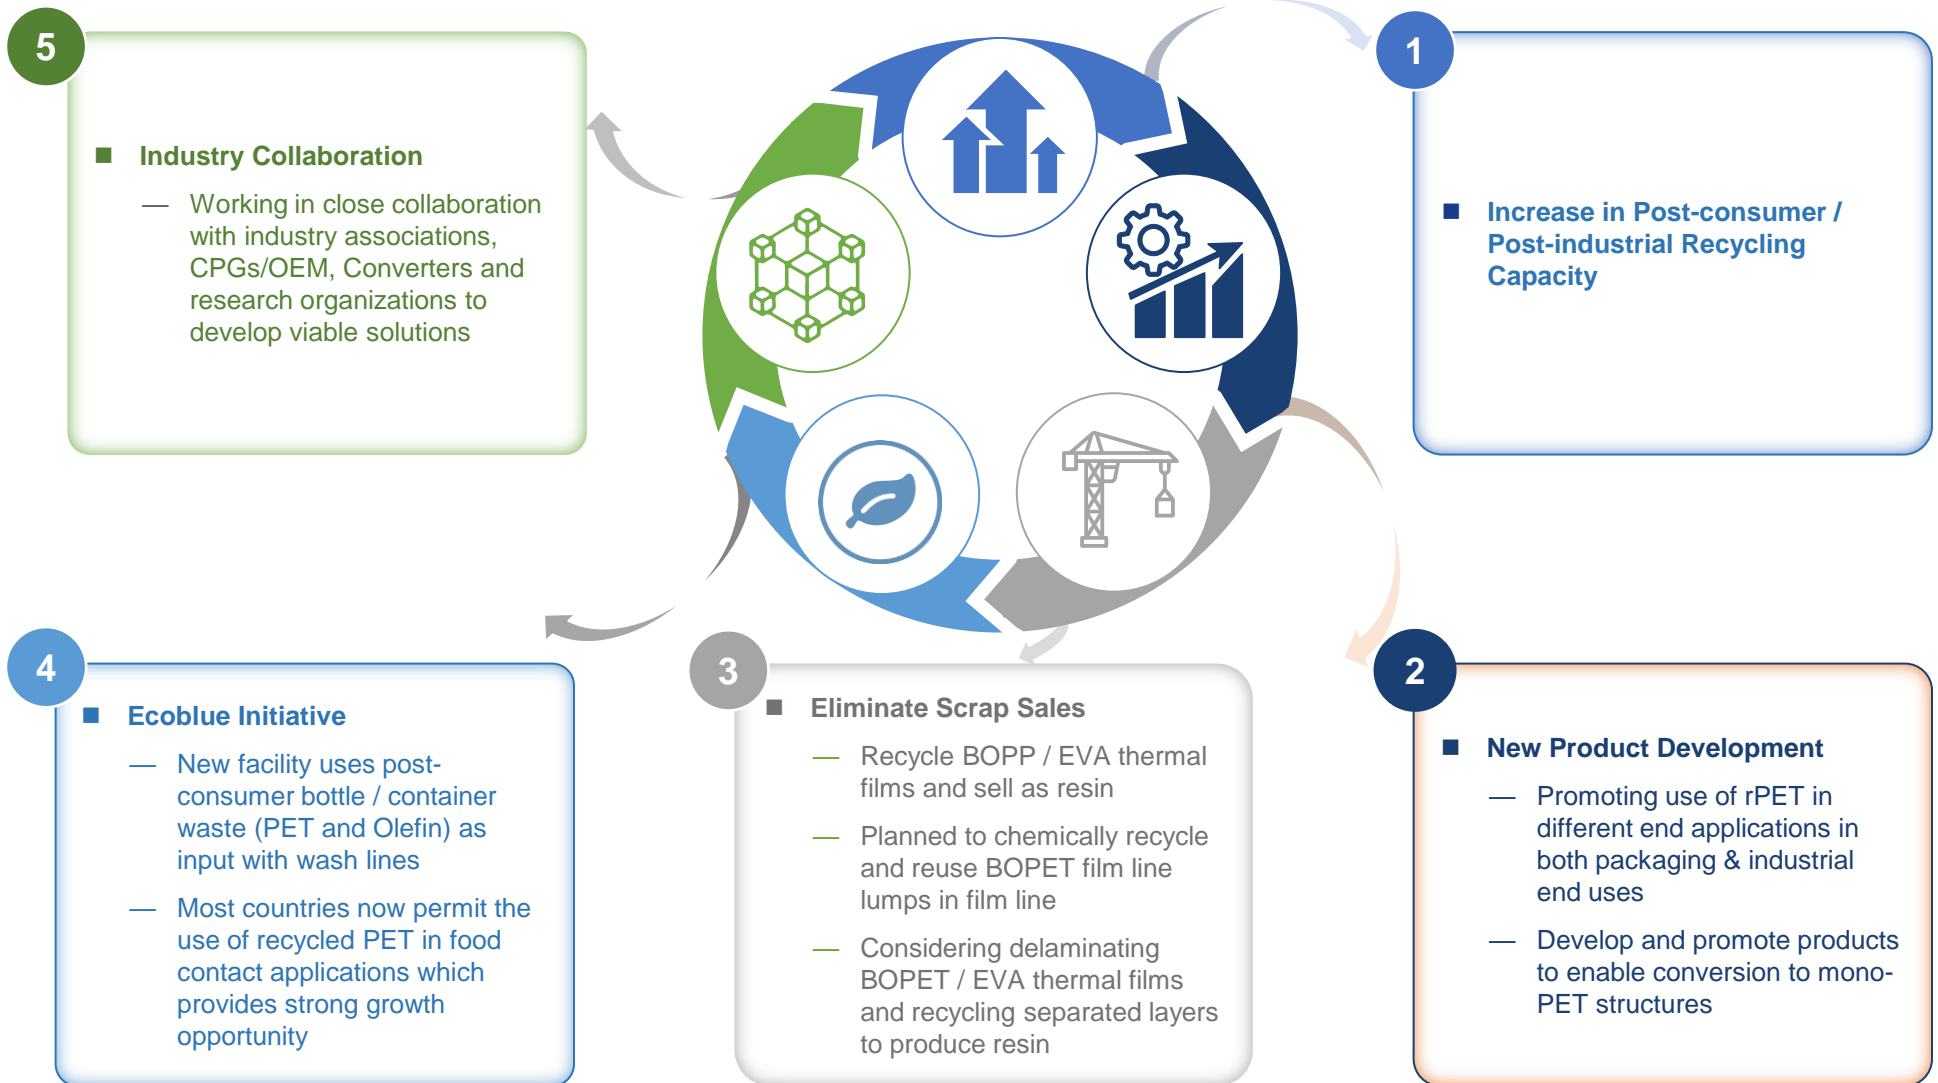 1
■ Increase in Post-consumer /
Post-industrial Recycling
Capacity
2
■ New Product Development
— Promoting use of rPET in
different end applications in
both packaging & industrial
end uses
— Develop and promote products
to enable conversion to mono-
PET structures
3
■ Eliminate Scrap Sales
— Recycle BOPP / EVA thermal
films and sell as resin
— Planned to chemically recycle
and reuse BOPET film line
lumps in film line
— Considering delaminating
BOPET / EVA thermal films
and recycling separated layers
to produce resin
4
■ Ecoblue Initiative
— New facility uses post-
consumer bottle / container
waste (PET and Olefin) as
input with wash lines
— Most countries now permit the
use of recycled PET in food
contact applications which
provides strong growth
opportunity
5
■ Industry Collaboration
— Working in close collaboration
with industry associations,
CPGs/OEM, Converters and
research organizations to
develop viable solutions